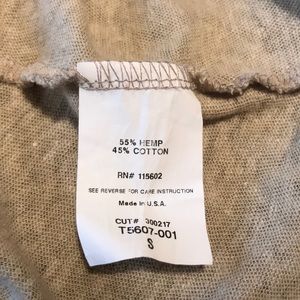 55% HEMP
45% COTTON
RN# 115602
SEE REVERSE FOR CARE INSTRUCTION
Made in U.S.A.
CUT# 300217
T5607-001
S